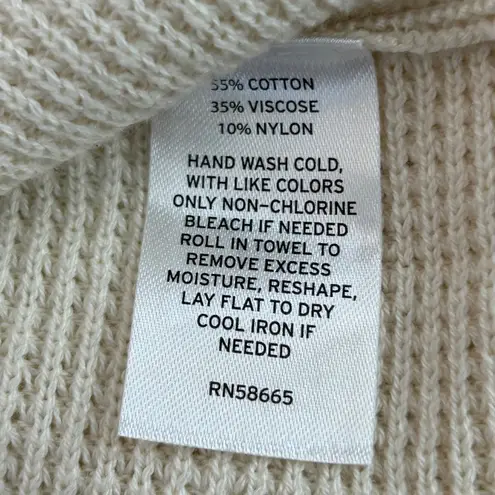 55% COTTON
35% VISCOSE
10% NYLON
HAND WASH COLD,
WITH LIKE COLORS
ONLY NON-CHLORINE
BLEACH IF NEEDED
ROLL IN TOWEL TO
REMOVE EXCESS
MOISTURE, RESHAPE,
LAY FLAT TO DRY
COOL IRON IF
NEEDED
RN58665